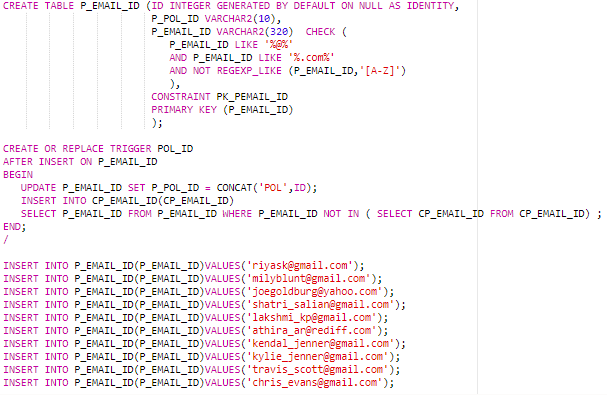 CREATE TABLE P_EMAIL_ID (ID INTEGER GENERATED BY DEFAULT ON NULL AS IDENTITY,
P_POL_ID VARCHAR2(10),
P_EMAIL_ID VARCHAR2(320)  CHECK (
P_EMAIL_ID LIKE '%@%'
AND P_EMAIL_ID LIKE '%.com%'
AND NOT REGEXP_LIKE (P_EMAIL_ID,'[A-Z]')
),
CONSTRAINT PK_PEMAIL_ID
PRIMARY KEY (P_EMAIL_ID)
);
CREATE OR REPLACE TRIGGER POL_ID
AFTER INSERT ON P_EMAIL_ID
BEGIN
UPDATE P_EMAIL_ID SET P_POL_ID = CONCAT('POL',ID);
INSERT INTO CP_EMAIL_ID(CP_EMAIL_ID)
SELECT P_EMAIL_ID FROM P_EMAIL_ID WHERE P_EMAIL_ID NOT IN ( SELECT CP_EMAIL_ID FROM CP_EMAIL_ID) ;
END;
/
INSERT INTO P_EMAIL_ID(P_EMAIL_ID)VALUES('riyask@gmail.com');
INSERT INTO P_EMAIL_ID(P_EMAIL_ID)VALUES('milyblunt@gmail.com');
INSERT INTO P_EMAIL_ID(P_EMAIL_ID)VALUES('joegoldburg@yahoo.com');
INSERT INTO P_EMAIL_ID(P_EMAIL_ID)VALUES('shatri_salian@gmail.com');
INSERT INTO P_EMAIL_ID(P_EMAIL_ID)VALUES('lakshmi_kp@gmail.com');
INSERT INTO P_EMAIL_ID(P_EMAIL_ID)VALUES('athira_ar@rediff.com');
INSERT INTO P_EMAIL_ID(P_EMAIL_ID)VALUES('kendal_jenner@gmail.com');
INSERT INTO P_EMAIL_ID(P_EMAIL_ID)VALUES('kylie_jenner@gmail.com');
INSERT INTO P_EMAIL_ID(P_EMAIL_ID)VALUES('travis_scott@gmail.com');
INSERT INTO P_EMAIL_ID(P_EMAIL_ID)VALUES('chris_evans@gmail.com');